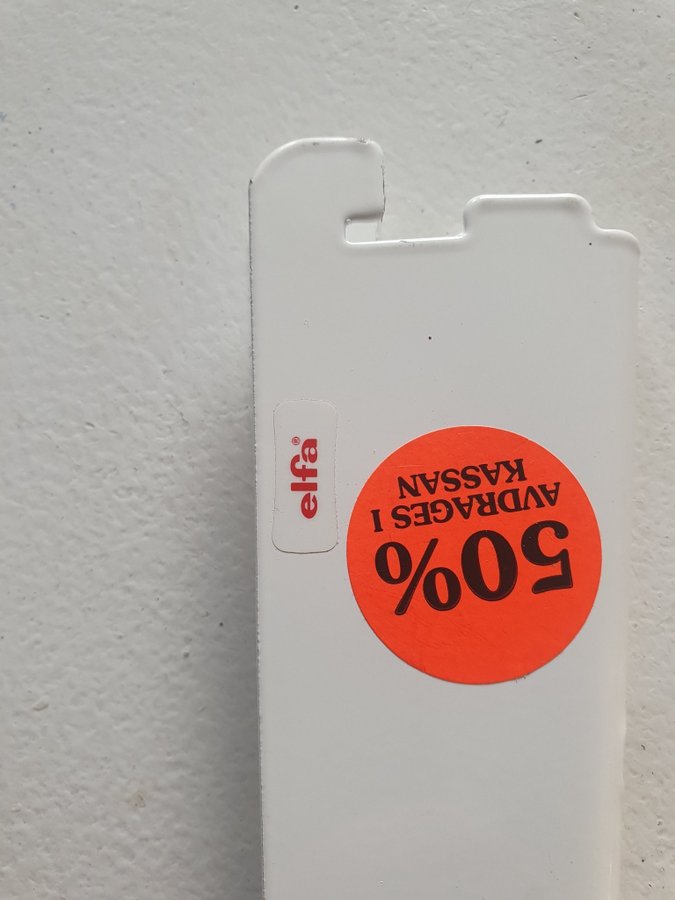 elfa®
50%
AVDRAGES I
KASSAN